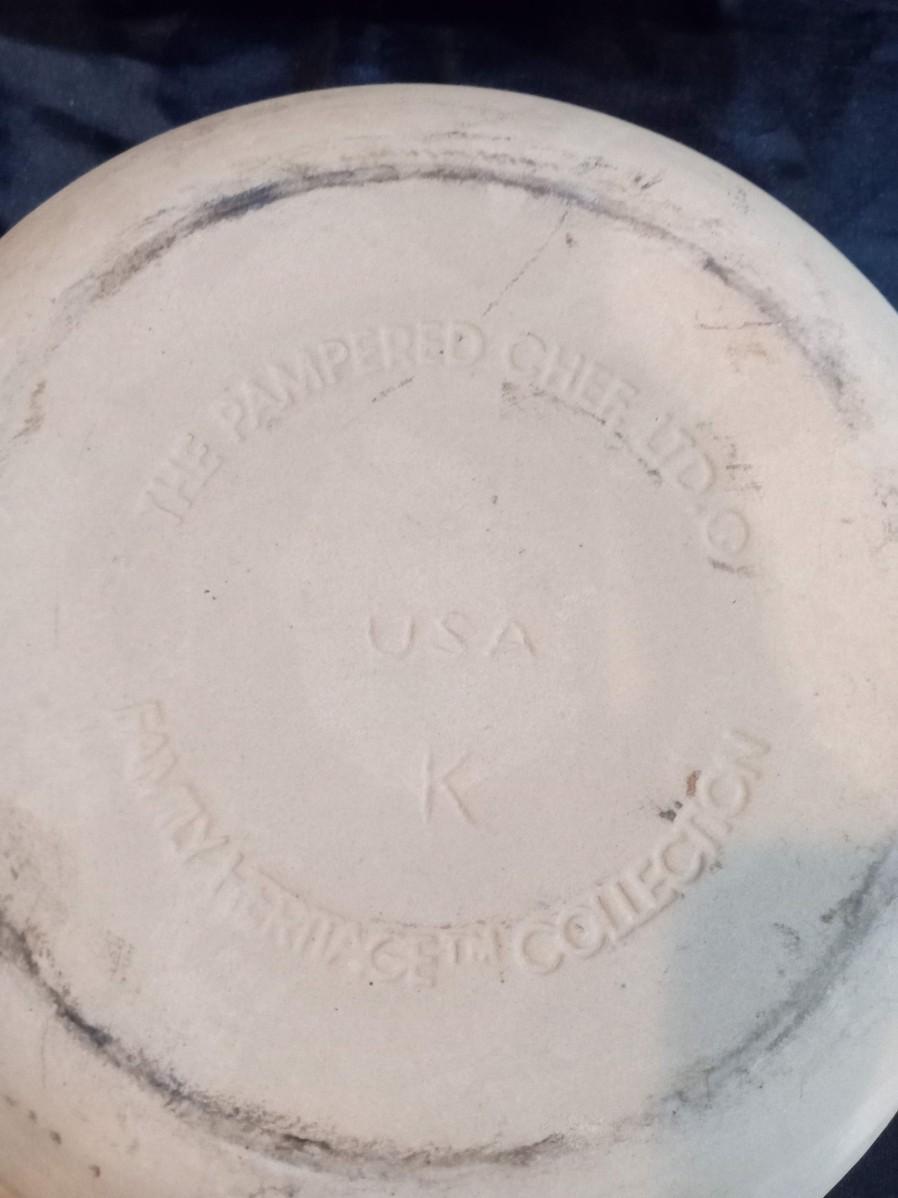 THE PAMPERED CHEF, LTD. ©
USA
K
FAMILY HERITAGE™ COLLECTION